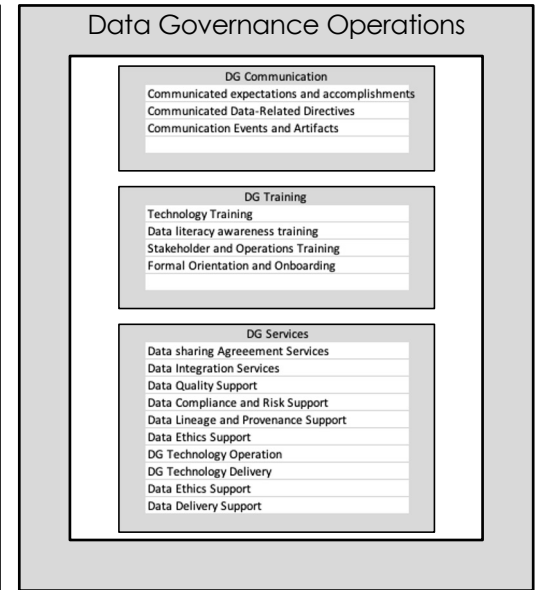 Data Governance Operations
DG Communication
Communicated expectations and accomplishments
Communicated Data-Related Directives
Communication Events and Artifacts
DG Training
Technology Training
Data literacy awareness training
Stakeholder and Operations Training
Formal Orientation and Onboarding
DG Services
Data sharing Agreeement Services
Data Integration Services
Data Quality Support
Data Compliance and Risk Support
Data Lineage and Provenance Support
Data Ethics Support
DG Technology Operation
DG Technology Delivery
Data Ethics Support
Data Delivery Support